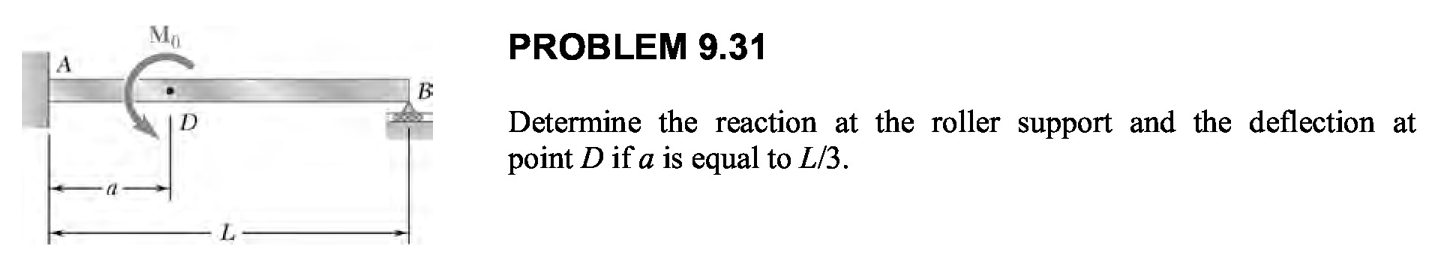 M₀
A
B
D
a
L
PROBLEM 9.31
Determine the reaction at the roller support and the deflection at
point D if a is equal to L/3.